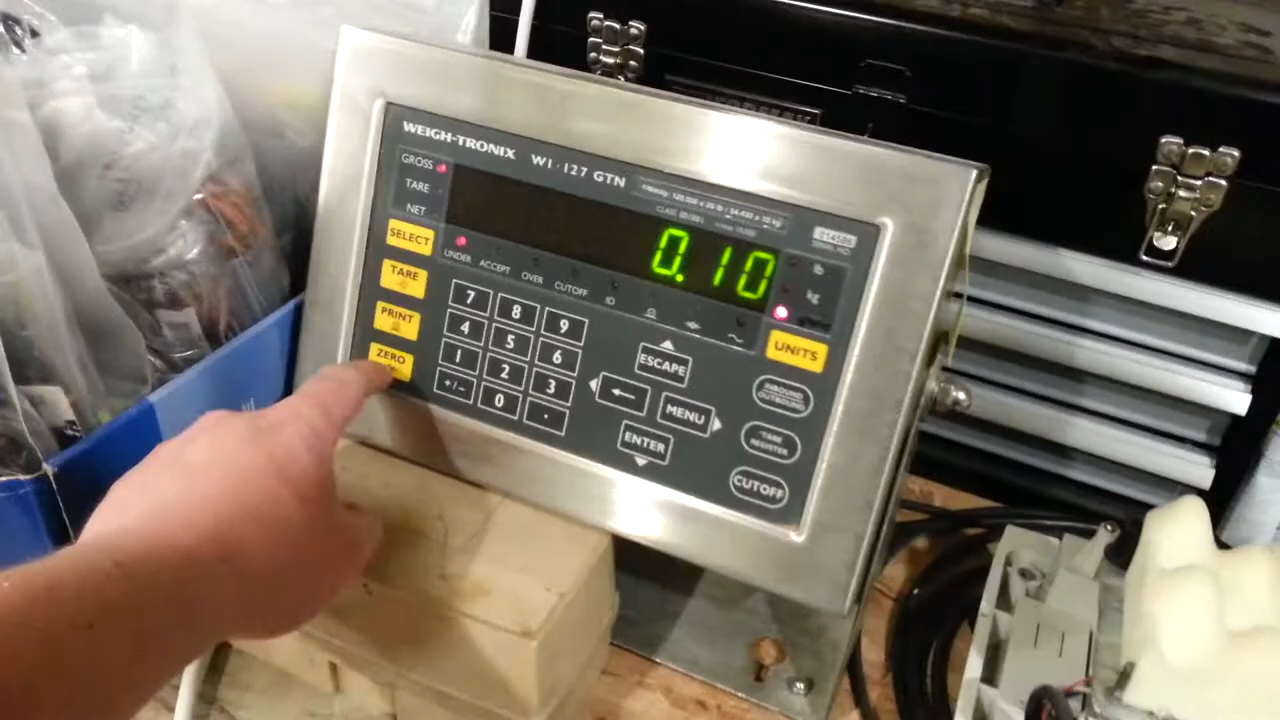 WEIGH-TRONIX WI-127 GTN
GROSS
TARE
NET
0.10
lb
kg
UNDER ACCEPT OVER CUTOFF ID
SELECT
TARE
PRINT
ZERO
7 8 9
4 5 6
1 2 3
+/- 0 .
ESCAPE
←
MENU
ENTER
UNITS
INBOUND
OUTBOUND
TARE
REGISTER
CUTOFF